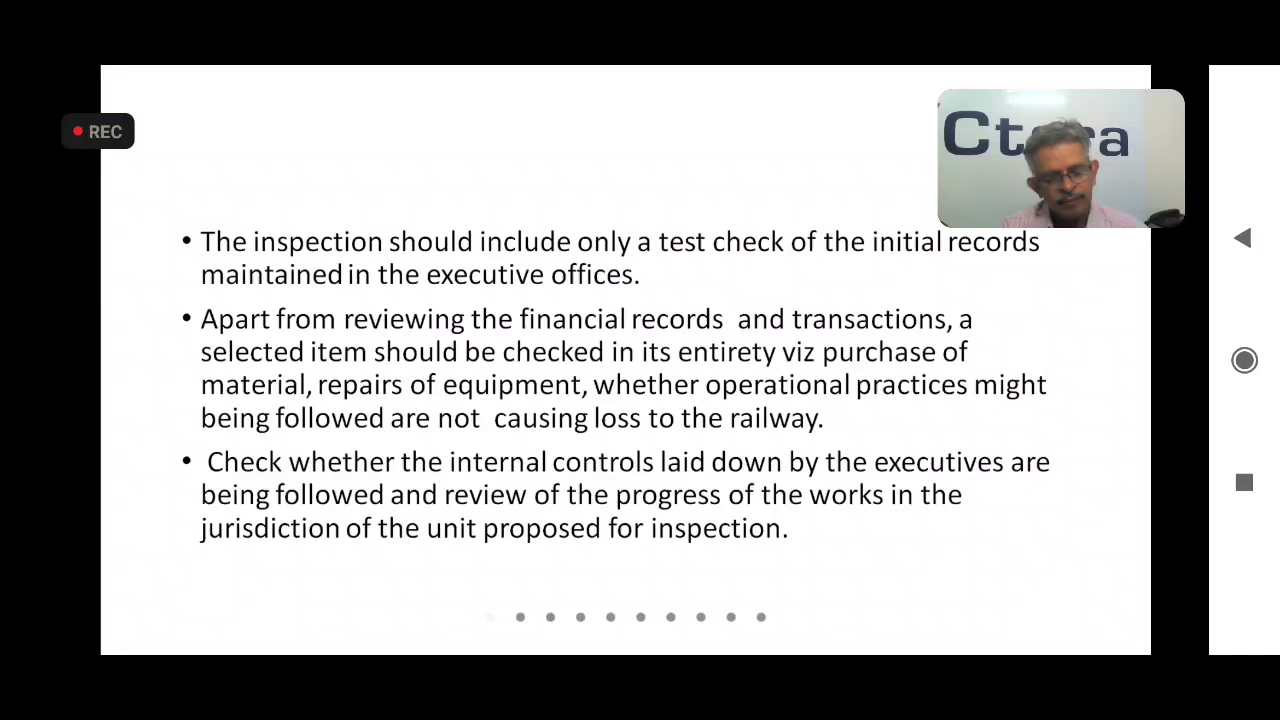 REC
• The inspection should include only a test check of the initial records
maintained in the executive offices.
• Apart from reviewing the financial records and transactions, a
selected item should be checked in its entirety viz purchase of
material, repairs of equipment, whether operational practices might
being followed are not causing loss to the railway.
• Check whether the internal controls laid down by the executives are
being followed and review of the progress of the works in the
jurisdiction of the unit proposed for inspection.